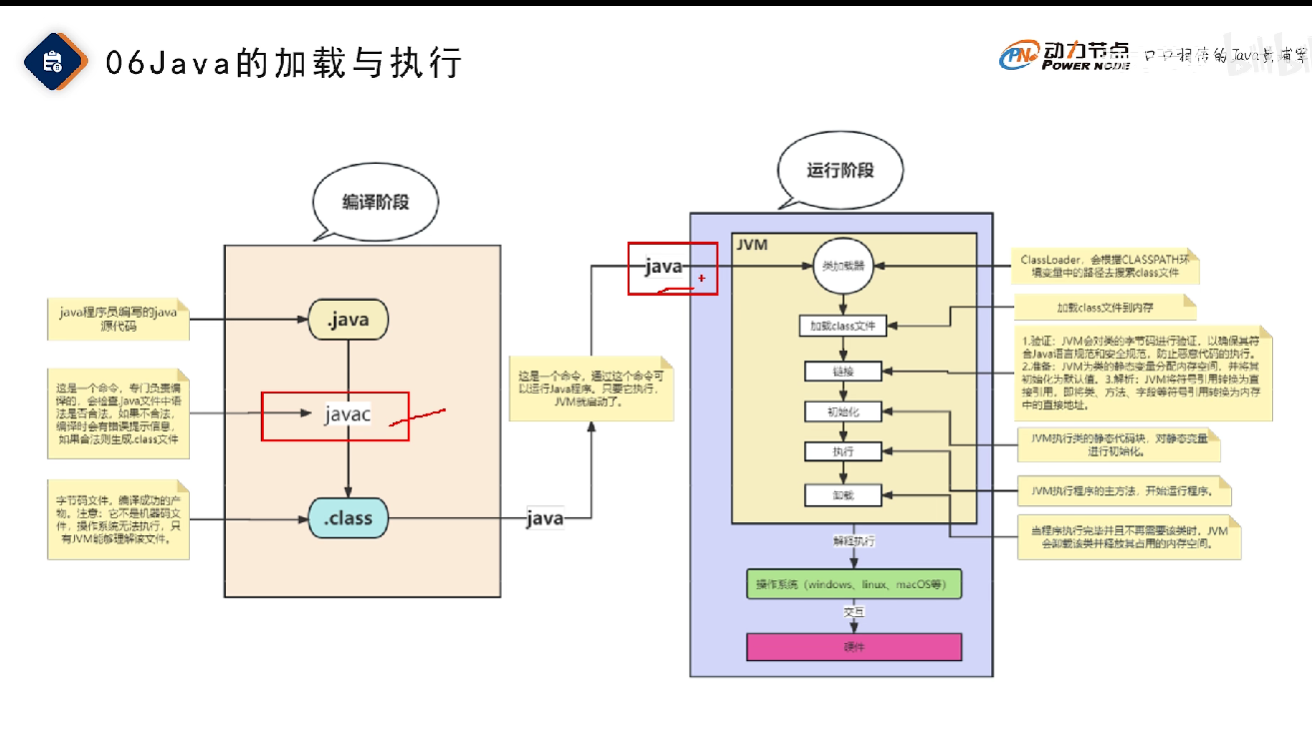 06Java的加载与执行
动力节点
POWER NODE
编译阶段
java程序员编写的java
源代码
.java
这是一个命令，专门负责编
译的，会检查.java文件中语
法是否合法，如果不合法，
编译时会有错误提示信息，
如果合法则生成.class文件
javac
字节码文件，编译成功的产
物。注意：它不是机器码文
件，操作系统无法执行，只
有JVM能够理解该文件。
.class
java
这是一个命令，通过这个命令可
以运行Java程序。只要它执行，
JVM就启动了。
java
运行阶段
JVM
类加载器
加载class文件
链接
初始化
执行
卸载
解释执行
操作系统（windows、linux、macOS等）
交互
硬件
ClassLoader，会根据CLASSPATH环
境变量中的路径去搜索class文件
加载class文件到内存
1.验证：JVM会对类的字节码进行验证，以确保其符
合Java语言规范和安全规范，防止恶意代码的执行。
2.准备：JVM为类的静态变量分配内存空间，并将其
初始化为默认值。3.解析：JVM将符号引用转换为直
接引用，即将类、方法、字段等符号引用转换为内存
中的直接地址。
JVM执行类的静态代码块，对静态变量
进行初始化。
JVM执行程序的主方法，开始运行程序。
当程序执行完毕并且不再需要该类时，JVM
会卸载该类并释放其占用的内存空间。